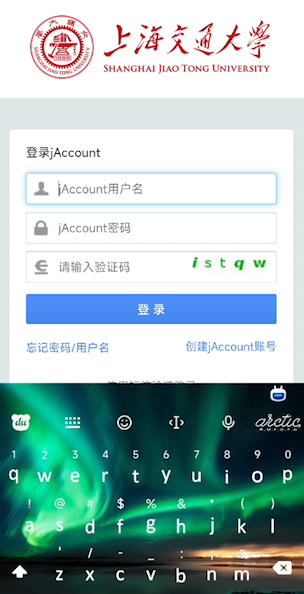 上海交通大学
SHANGHAI JIAO TONG UNIVERSITY
登录jAccount
jAccount用户名
jAccount密码
请输入验证码 istqw
登 录
忘记密码/用户名 创建jAccount账号
du arctic
1 2 3 4 5 6 7 8 9 0
q w e r t y u i o p
! @ # $ % & * ( )
a s d f g h j k l
' / - _ : ; ,
z x c v b n m